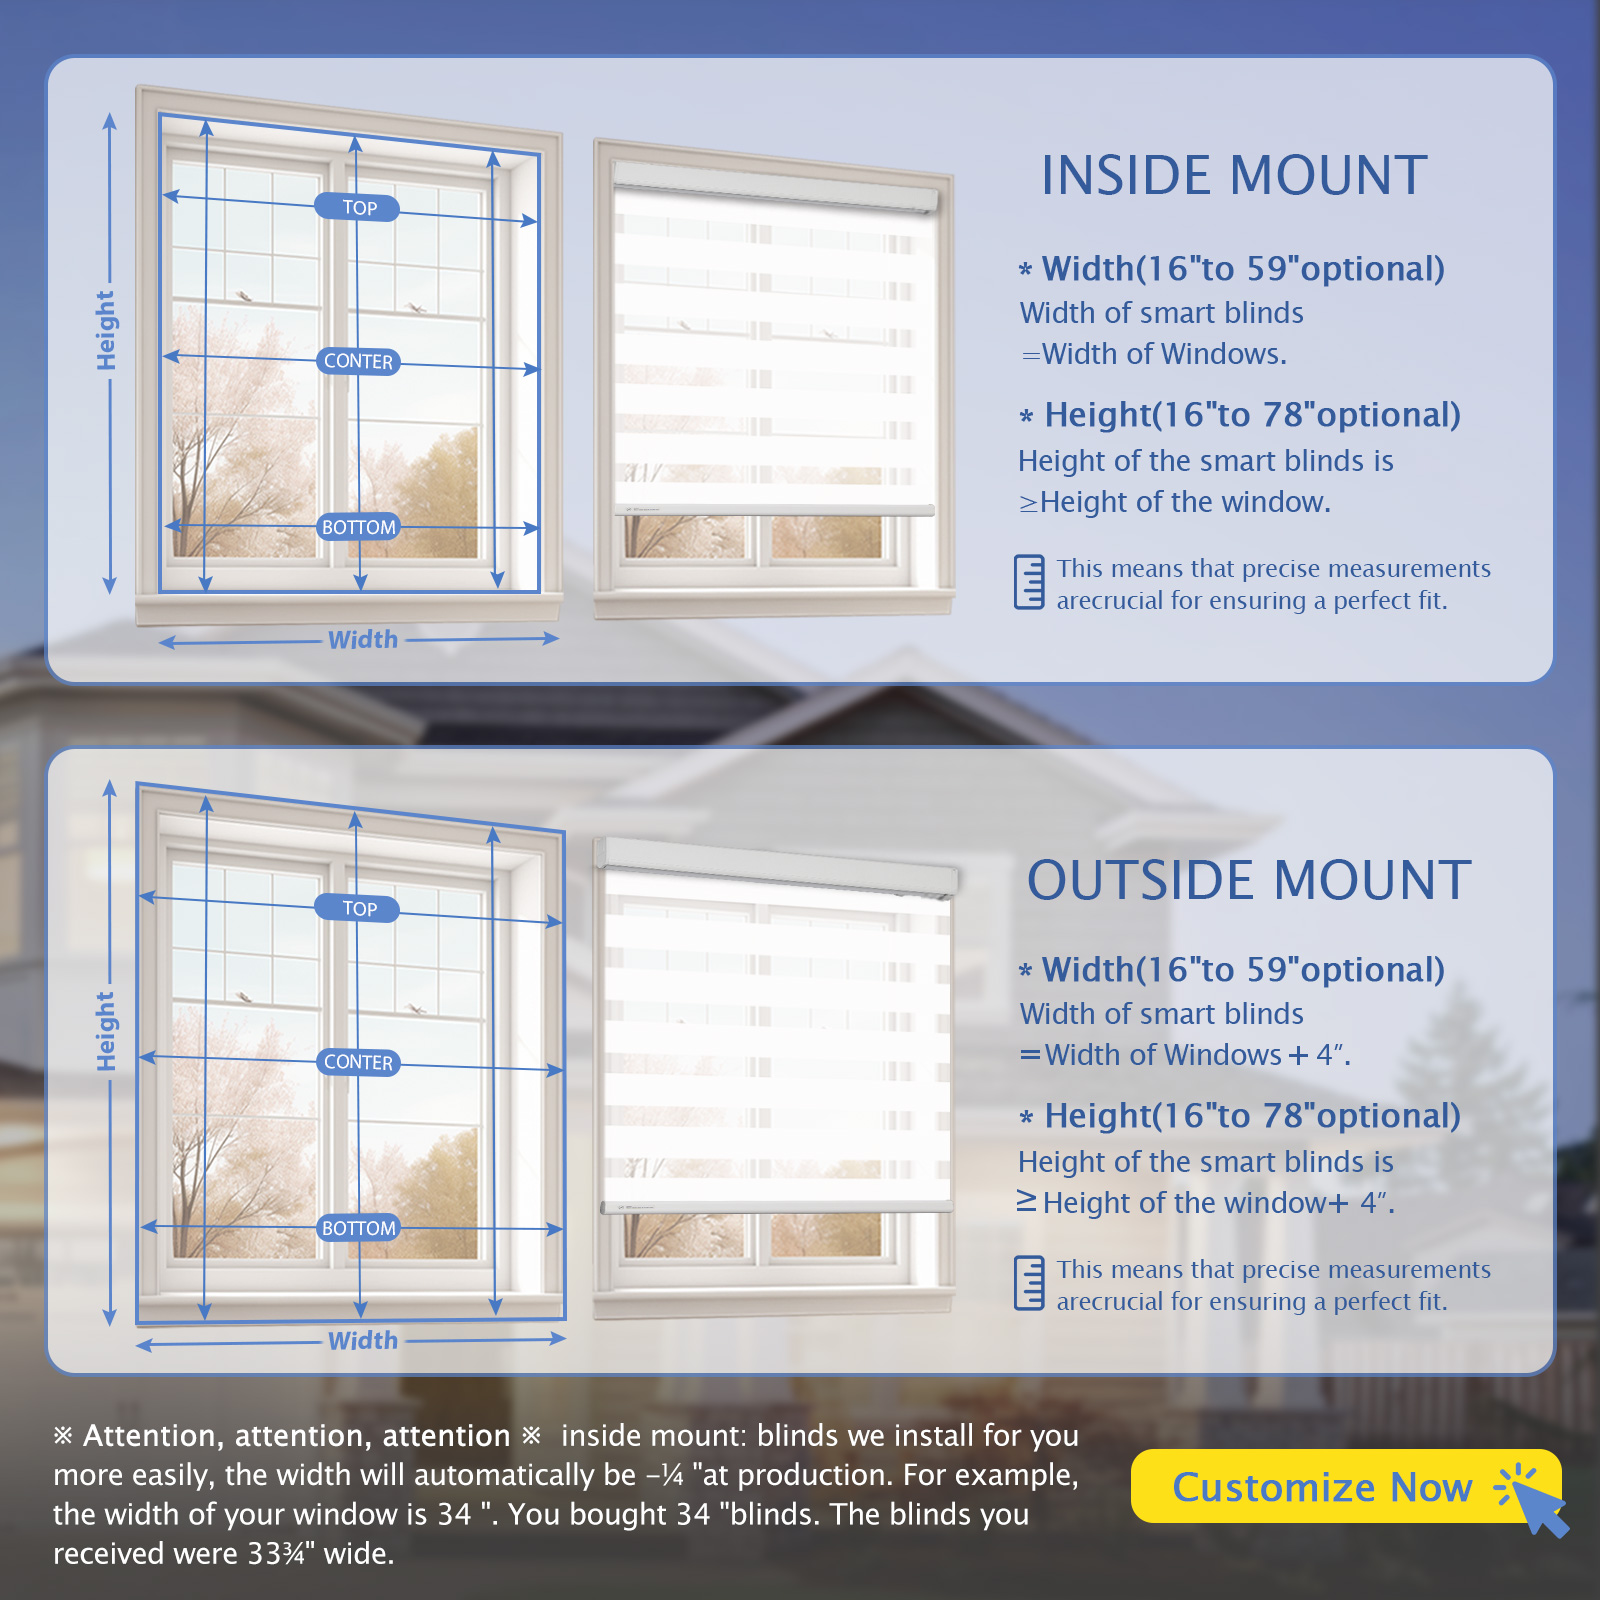 INSIDE MOUNT
Height
TOP
CONTER
BOTTOM
Width
* Width(16"to 59"optional)
Width of smart blinds
=Width of Windows.
* Height(16"to 78"optional)
Height of the smart blinds is
≥Height of the window.
This means that precise measurements
arecrucial for ensuring a perfect fit.
OUTSIDE MOUNT
Height
TOP
CONTER
BOTTOM
Width
* Width(16"to 59"optional)
Width of smart blinds
=Width of Windows + 4″.
* Height(16"to 78"optional)
Height of the smart blinds is
≥ Height of the window+ 4″.
This means that precise measurements
arecrucial for ensuring a perfect fit.
※ Attention, attention, attention ※ inside mount: blinds we install for you
more easily, the width will automatically be –¼ "at production. For example,
the width of your window is 34 ". You bought 34 "blinds. The blinds you
received were 33¾" wide.
Customize Now